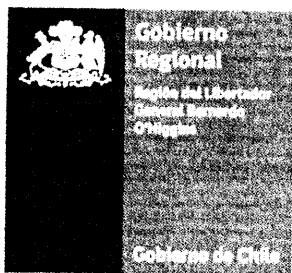 Gobierno
Regional
Región del Libertador
General Bernardo
O'Higgins
Gobierno de Chile